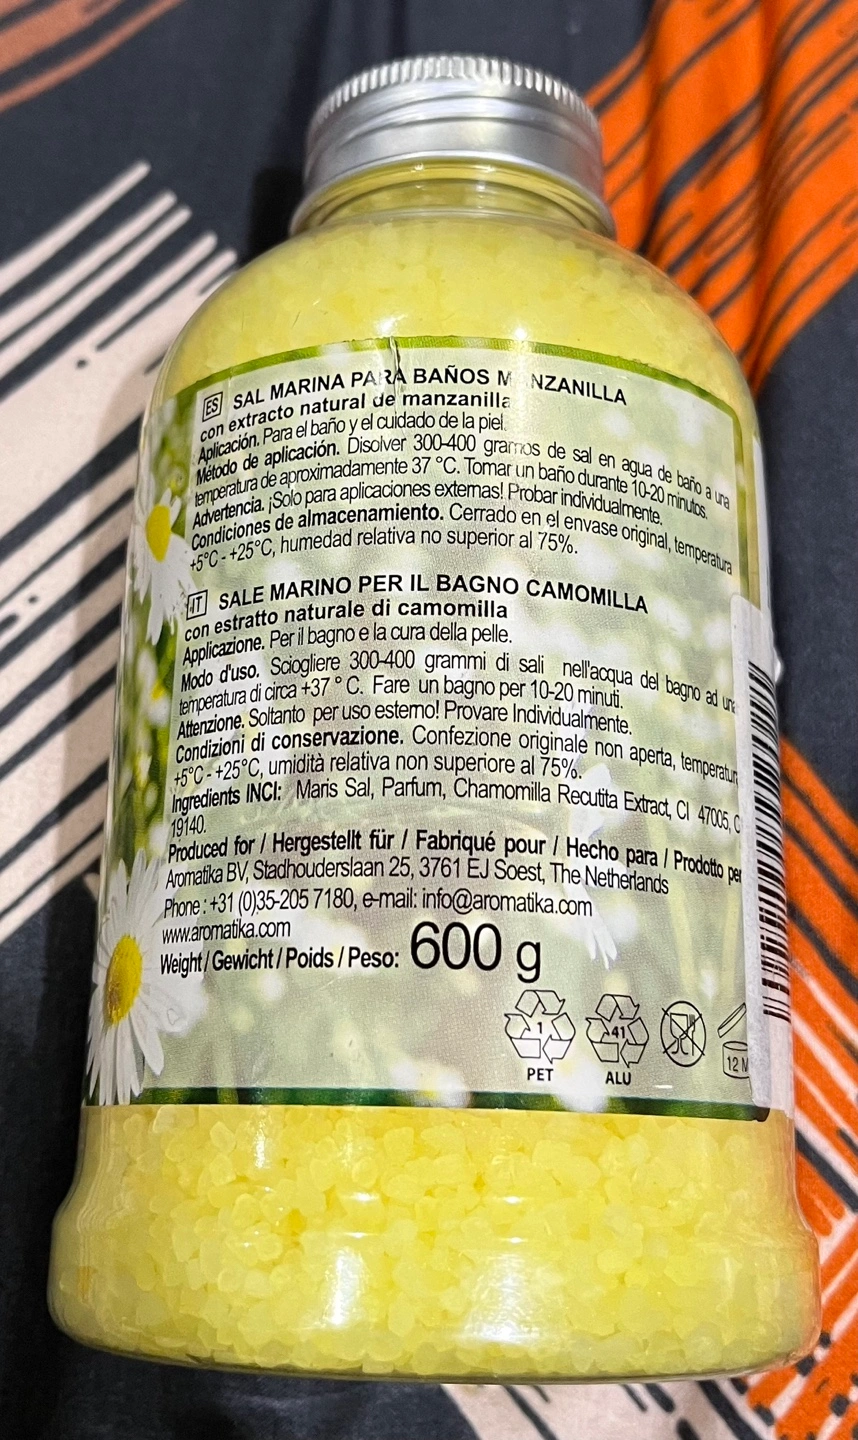 ES SAL MARINA PARA BAÑOS M NZANILLA
con extracto natural de manzanilla
Aplicación. Para el baño y el cuidado de la piel.
Método de aplicación. Disolver 300-400 gramos de sal en agua de baño a una
temperatura de aproximadamente 37 °C. Tomar un baño durante 10-20 minutos.
Advertencia. ¡Solo para aplicaciones externas! Probar individualmente.
Condiciones de almacenamiento. Cerrado en el envase original, temperatura
+5°C - +25°C, humedad relativa no superior al 75%.
IT SALE MARINO PER IL BAGNO CAMOMILLA
con estratto naturale di camomilla
Applicazione. Per il bagno e la cura della pelle.
Modo d'uso. Sciogliere 300-400 grammi di sali nell'acqua del bagno ad una
temperatura di circa +37 ° C. Fare un bagno per 10-20 minuti.
Attenzione. Soltanto per uso esterno! Provare Individualmente.
Condizioni di conservazione. Confezione originale non aperta, temperatura
+5°C - +25°C, umidità relativa non superiore al 75%.
Ingredients INCI: Maris Sal, Parfum, Chamomilla Recutita Extract, CI 47005, C
19140.
Produced for / Hergestellt für / Fabriqué pour / Hecho para / Prodotto per
Aromatika BV, Stadhouderslaan 25, 3761 EJ Soest, The Netherlands
Phone : +31 (0)35-205 7180, e-mail: info@aromatika.com
www.aromatika.com
Weight / Gewicht / Poids / Peso: 600 g
1 41
PET ALU 12 M